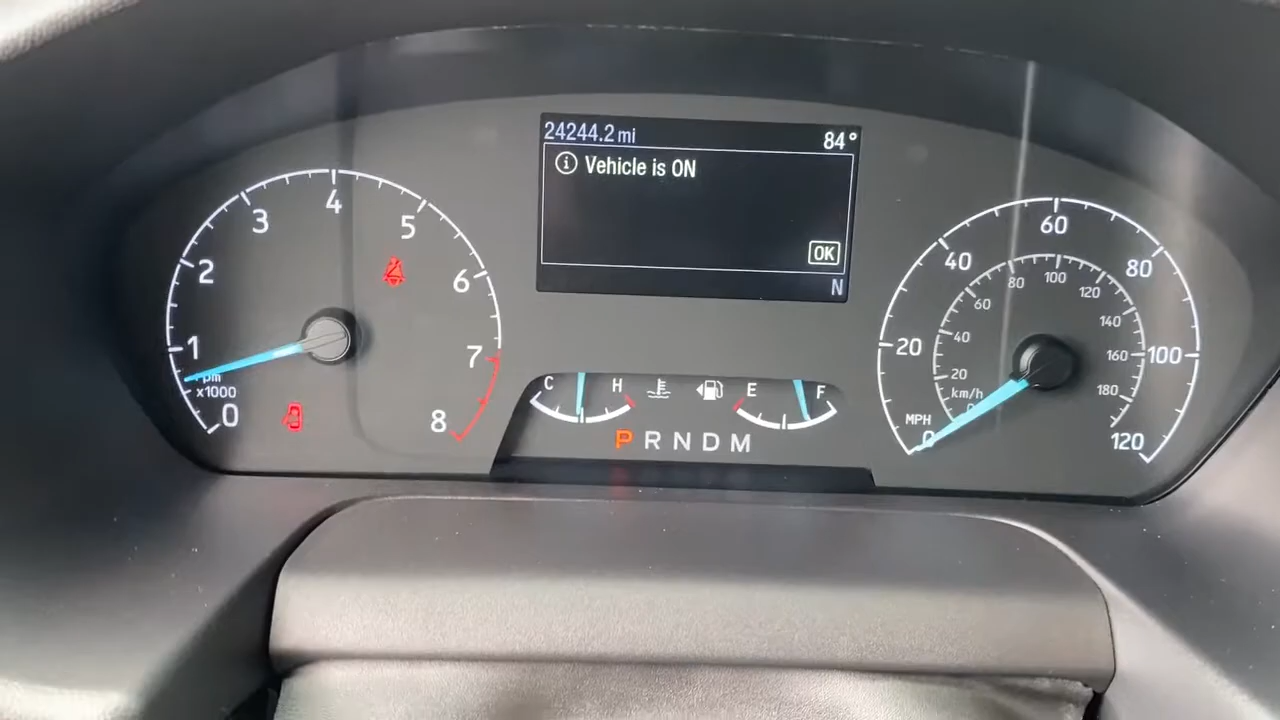 24244.2 mi 84°
Vehicle is ON
OK
N
0 1 2 3 4 5 6 7 8
x1000
C H E F
P R N D M
MPH
0 20 40 60 80 100 120
km/h
0 20 40 60 80 100 120 140 160 180